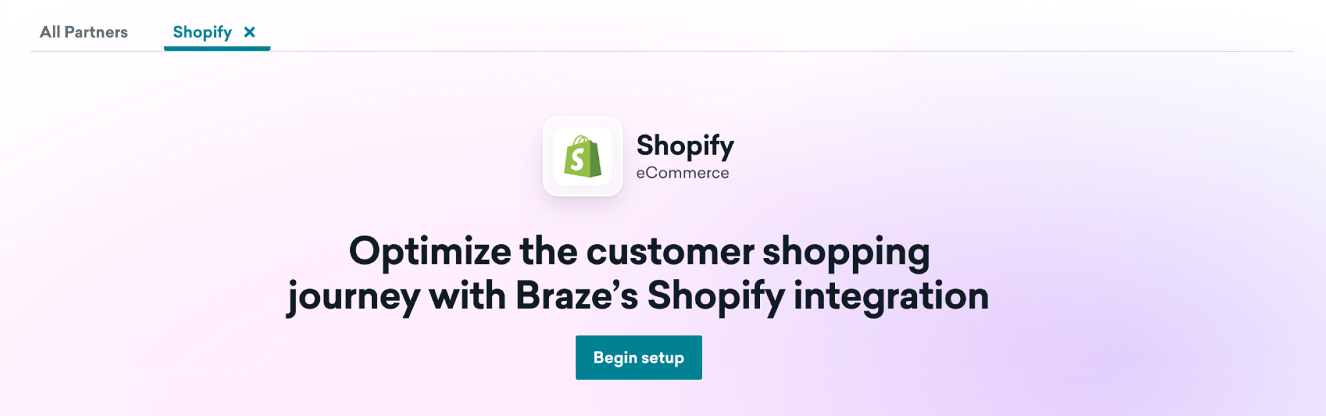 All Partners
Shopify
Shopify
eCommerce
Optimize the customer shopping
journey with Braze’s Shopify integration
Begin setup